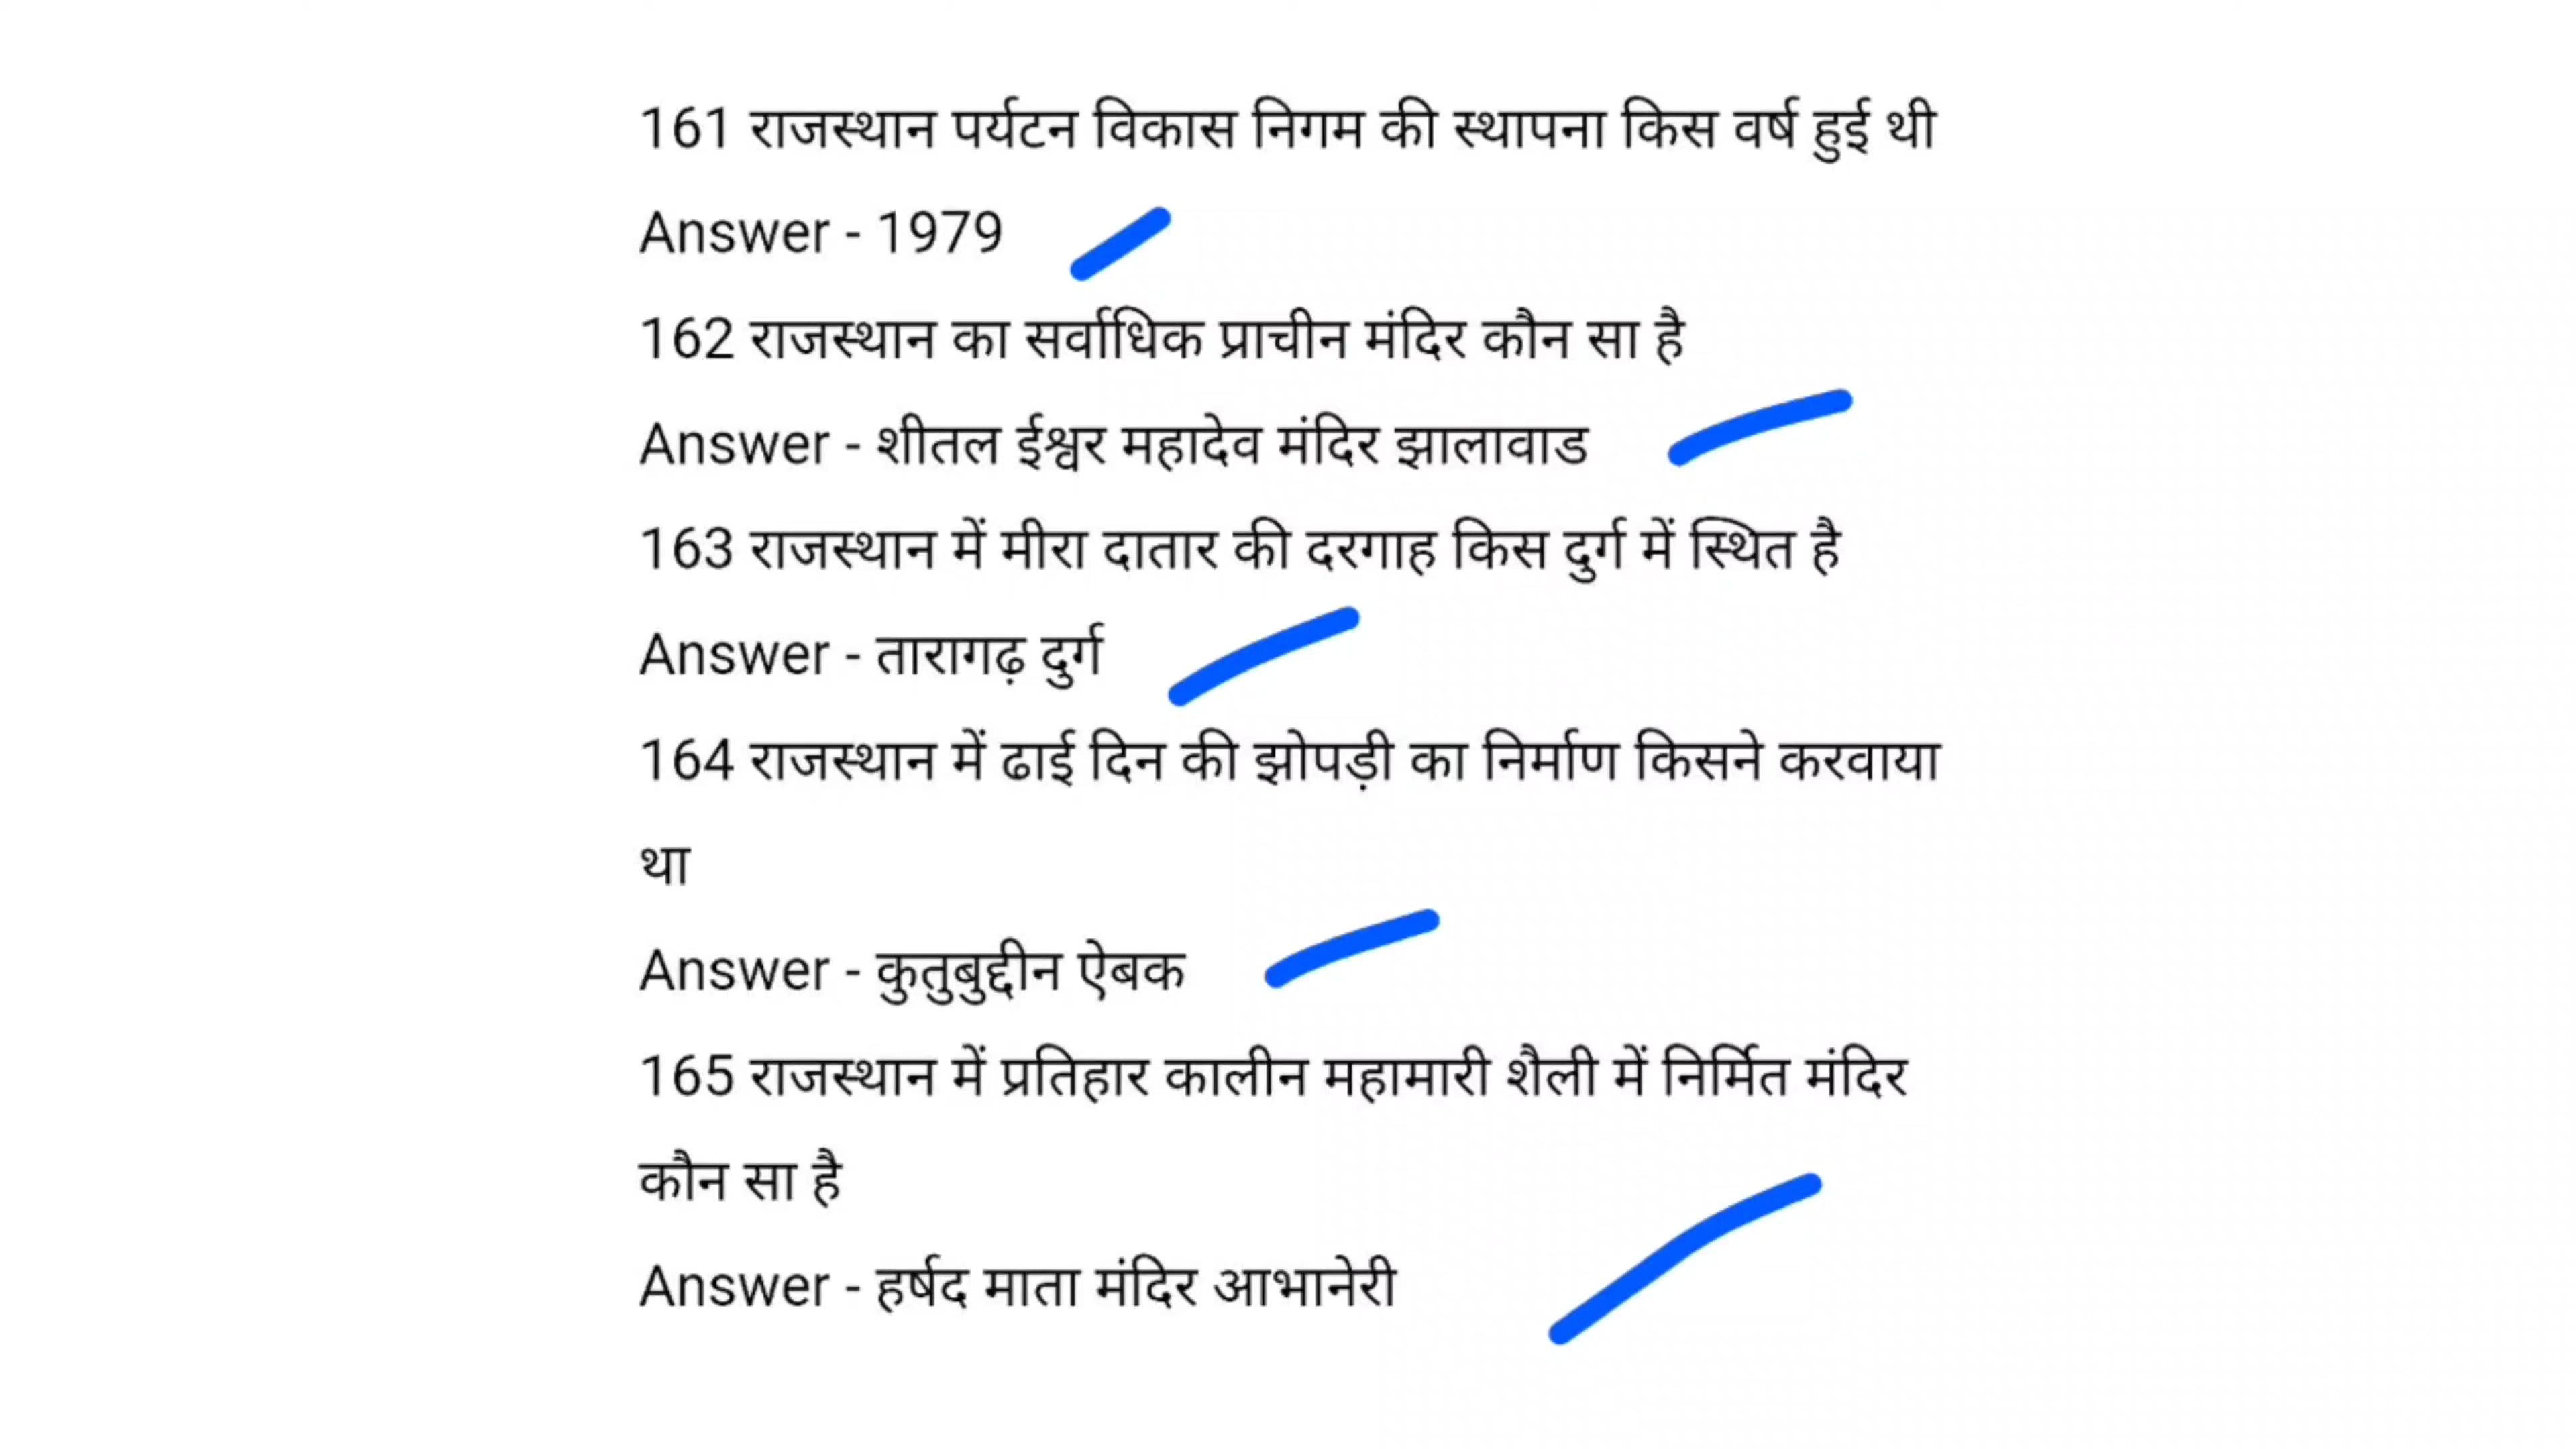 161 राजस्थान पर्यटन विकास निगम की स्थापना किस वर्ष हुई थी
Answer - 1979
162 राजस्थान का सर्वाधिक प्राचीन मंदिर कौन सा है
Answer - शीतल ईश्वर महादेव मंदिर झालावाड
163 राजस्थान में मीरा दातार की दरगाह किस दुर्ग में स्थित है
Answer - तारागढ़ दुर्ग
164 राजस्थान में ढाई दिन की झोपड़ी का निर्माण किसने करवाया
था
Answer - कुतुबुद्दीन ऐबक
165 राजस्थान में प्रतिहार कालीन महामारी शैली में निर्मित मंदिर
कौन सा है
Answer - हर्षद माता मंदिर आभानेरी